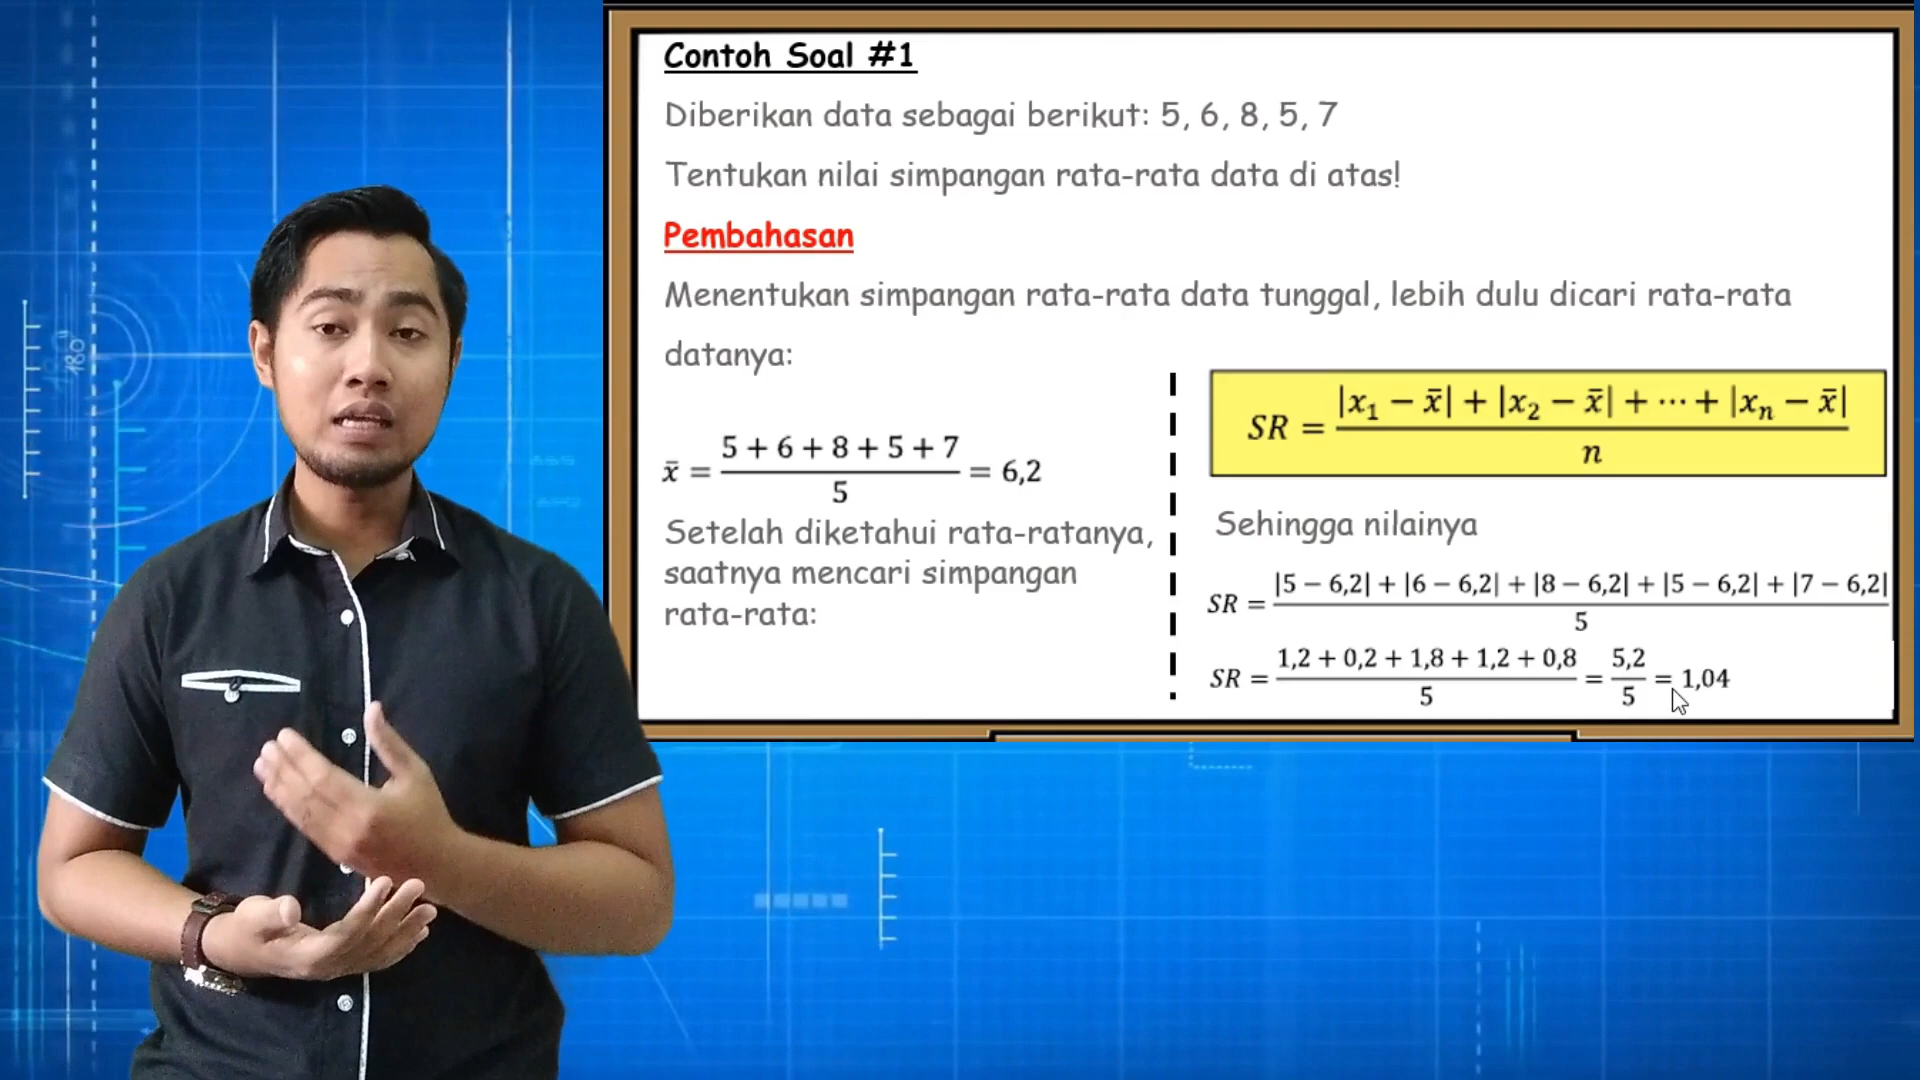 Contoh Soal #1
Diberikan data sebagai berikut: 5, 6, 8, 5, 7
Tentukan nilai simpangan rata-rata data di atas!
Pembahasan
Menentukan simpangan rata-rata data tunggal, lebih dulu dicari rata-rata
datanya:
x̄ = (5 + 6 + 8 + 5 + 7)/5 = 6,2
Setelah diketahui rata-ratanya,
saatnya mencari simpangan
rata-rata:
SR = (|x₁ − x̄| + |x₂ − x̄| + ⋯ + |xₙ − x̄|)/n
Sehingga nilainya
SR = (|5 − 6,2| + |6 − 6,2| + |8 − 6,2| + |5 − 6,2| + |7 − 6,2|)/5
SR = (1,2 + 0,2 + 1,8 + 1,2 + 0,8)/5 = 5,2/5 = 1,04
180°